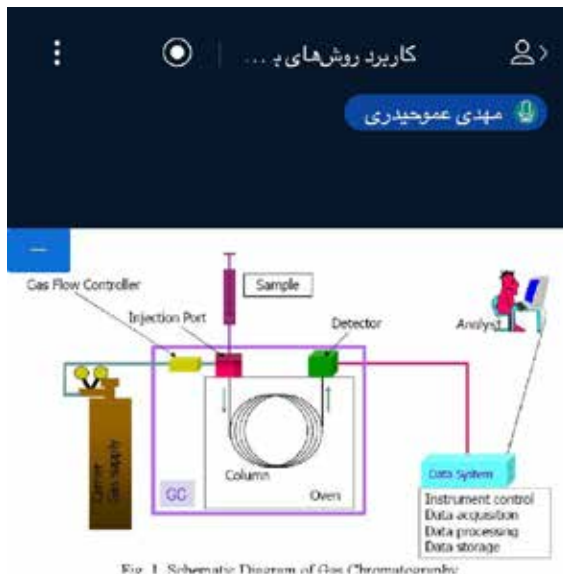 کاربرد روش‌های ب ...
مهدی عموحیدری
Gas Flow Controller
Sample
Injection Port
Detector
Analyst
Carrier
Gas supply
Column
GC
Oven
Data System
Instrument control
Data acquisition
Data processing
Data storage
Fig. 1. Schematic Diagram of Gas Chromatography